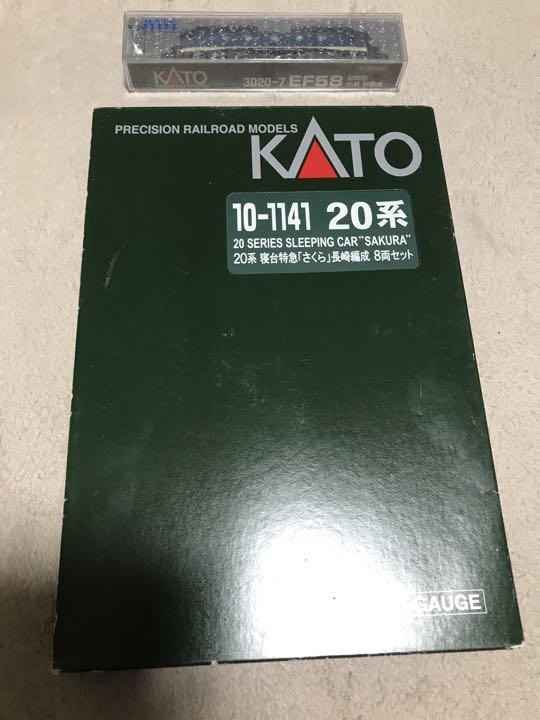 KATO
3020-7 EF58
PRECISION RAILROAD MODELS
KATO
10-1141 20系
20 SERIES SLEEPING CAR "SAKURA"
20系 寝台特急「さくら」長崎編成 8両セット
GAUGE